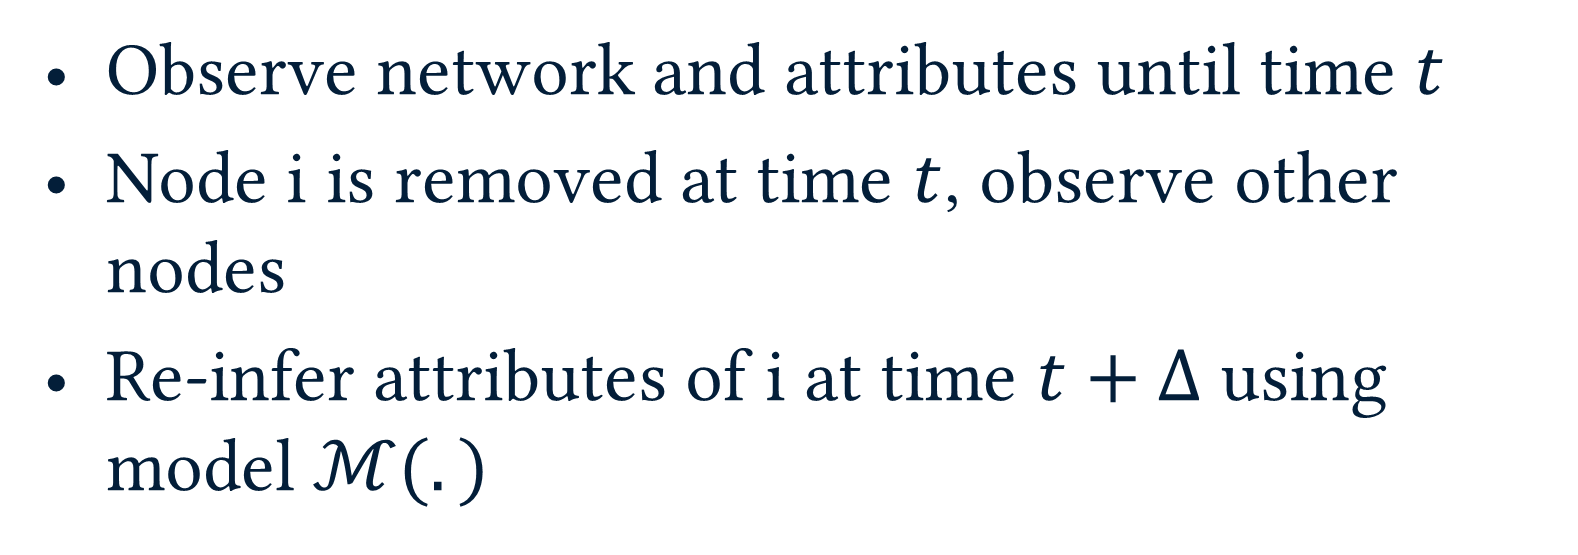 • Observe network and attributes until time 𝑡
• Node i is removed at time 𝑡, observe other
nodes
• Re-infer attributes of i at time 𝑡 + Δ using
model ℳ(. )